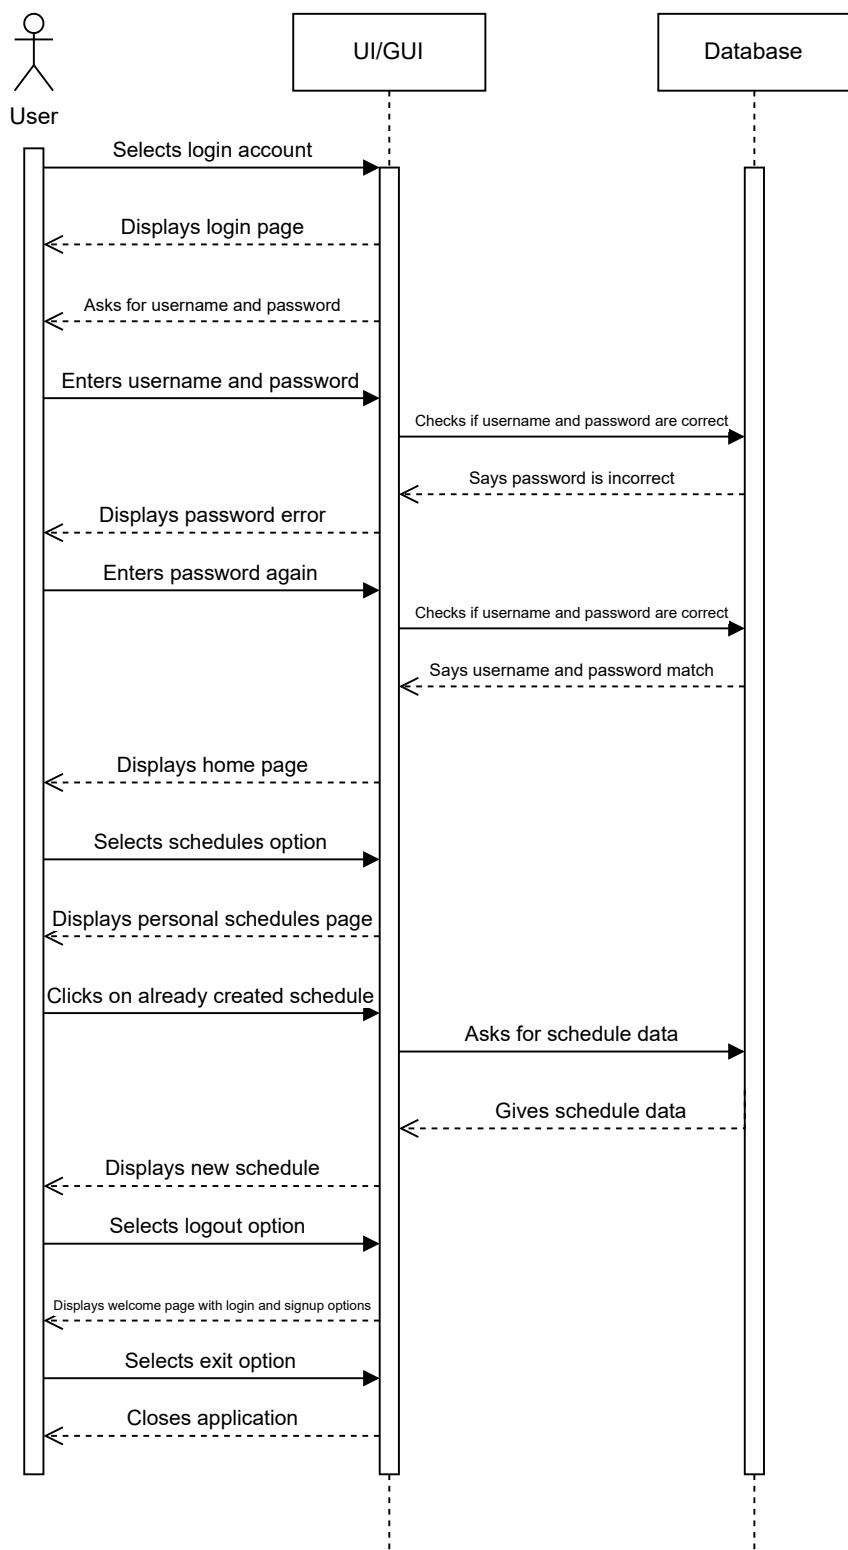 User
UI/GUI
Database
Selects login account
Displays login page
Asks for username and password
Enters username and password
Checks if username and password are correct
Says password is incorrect
Displays password error
Enters password again
Checks if username and password are correct
Says username and password match
Displays home page
Selects schedules option
Displays personal schedules page
Clicks on already created schedule
Asks for schedule data
Gives schedule data
Displays new schedule
Selects logout option
Displays welcome page with login and signup options
Selects exit option
Closes application